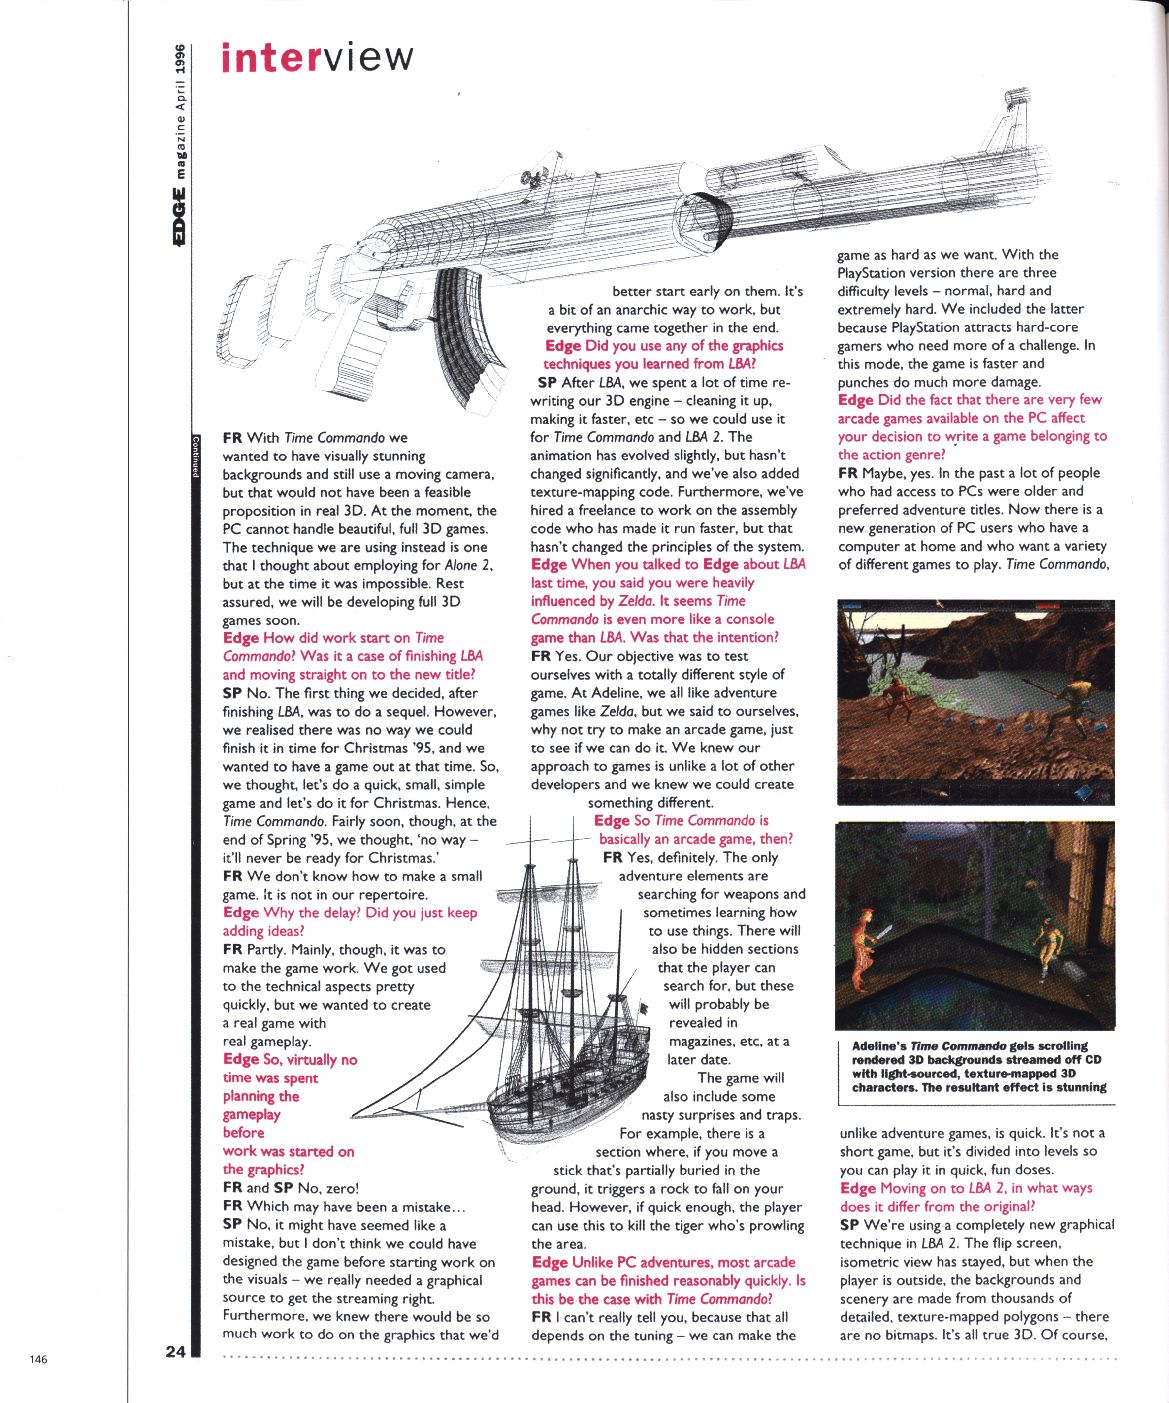 interview
EDGE magazine April 1996
Continued
FR With Time Commando we
wanted to have visually stunning
backgrounds and still use a moving camera,
but that would not have been a feasible
proposition in real 3D. At the moment, the
PC cannot handle beautiful, full 3D games.
The technique we are using instead is one
that I thought about employing for Alone 2,
but at the time it was impossible. Rest
assured, we will be developing full 3D
games soon.
Edge How did work start on Time
Commando? Was it a case of finishing LBA
and moving straight on to the new title?
SP No. The first thing we decided, after
finishing LBA, was to do a sequel. However,
we realised there was no way we could
finish it in time for Christmas '95, and we
wanted to have a game out at that time. So,
we thought, let's do a quick, small, simple
game and let's do it for Christmas. Hence,
Time Commando. Fairly soon, though, at the
end of Spring '95, we thought, 'no way –
it'll never be ready for Christmas.'
FR We don't know how to make a small
game. It is not in our repertoire.
Edge Why the delay? Did you just keep
adding ideas?
FR Partly. Mainly, though, it was to
make the game work. We got used
to the technical aspects pretty
quickly, but we wanted to create
a real game with
real gameplay.
Edge So, virtually no
time was spent
planning the
gameplay
before
work was started on
the graphics?
FR and SP No, zero!
FR Which may have been a mistake...
SP No, it might have seemed like a
mistake, but I don't think we could have
designed the game before starting work on
the visuals – we really needed a graphical
source to get the streaming right.
Furthermore, we knew there would be so
much work to do on the graphics that we'd
better start early on them. It's
a bit of an anarchic way to work, but
everything came together in the end.
Edge Did you use any of the graphics
techniques you learned from LBA?
SP After LBA, we spent a lot of time re-
writing our 3D engine – cleaning it up,
making it faster, etc – so we could use it
for Time Commando and LBA 2. The
animation has evolved slightly, but hasn't
changed significantly, and we've also added
texture-mapping code. Furthermore, we've
hired a freelance to work on the assembly
code who has made it run faster, but that
hasn't changed the principles of the system.
Edge When you talked to Edge about LBA
last time, you said you were heavily
influenced by Zelda. It seems Time
Commando is even more like a console
game than LBA. Was that the intention?
FR Yes. Our objective was to test
ourselves with a totally different style of
game. At Adeline, we all like adventure
games like Zelda, but we said to ourselves,
why not try to make an arcade game, just
to see if we can do it. We knew our
approach to games is unlike a lot of other
developers and we knew we could create
something different.
Edge So Time Commando is
basically an arcade game, then?
FR Yes, definitely. The only
adventure elements are
searching for weapons and
sometimes learning how
to use things. There will
also be hidden sections
that the player can
search for, but these
will probably be
revealed in
magazines, etc, at a
later date.
The game will
also include some
nasty surprises and traps.
For example, there is a
section where, if you move a
stick that's partially buried in the
ground, it triggers a rock to fall on your
head. However, if quick enough, the player
can use this to kill the tiger who's prowling
the area.
Edge Unlike PC adventures, most arcade
games can be finished reasonably quickly. Is
this be the case with Time Commando?
FR I can't really tell you, because that all
depends on the tuning – we can make the
game as hard as we want. With the
PlayStation version there are three
difficulty levels – normal, hard and
extremely hard. We included the latter
because PlayStation attracts hard-core
gamers who need more of a challenge. In
this mode, the game is faster and
punches do much more damage.
Edge Did the fact that there are very few
arcade games available on the PC affect
your decision to write a game belonging to
the action genre?
FR Maybe, yes. In the past a lot of people
who had access to PCs were older and
preferred adventure titles. Now there is a
new generation of PC users who have a
computer at home and who want a variety
of different games to play. Time Commando,
Adeline's Time Commando gets scrolling
rendered 3D backgrounds streamed off CD
with light-sourced, texture-mapped 3D
characters. The resultant effect is stunning
unlike adventure games, is quick. It's not a
short game, but it's divided into levels so
you can play it in quick, fun doses.
Edge Moving on to LBA 2, in what ways
does it differ from the original?
SP We're using a completely new graphical
technique in LBA 2. The flip screen,
isometric view has stayed, but when the
player is outside, the backgrounds and
scenery are made from thousands of
detailed, texture-mapped polygons – there
are no bitmaps. It's all true 3D. Of course,
24
146